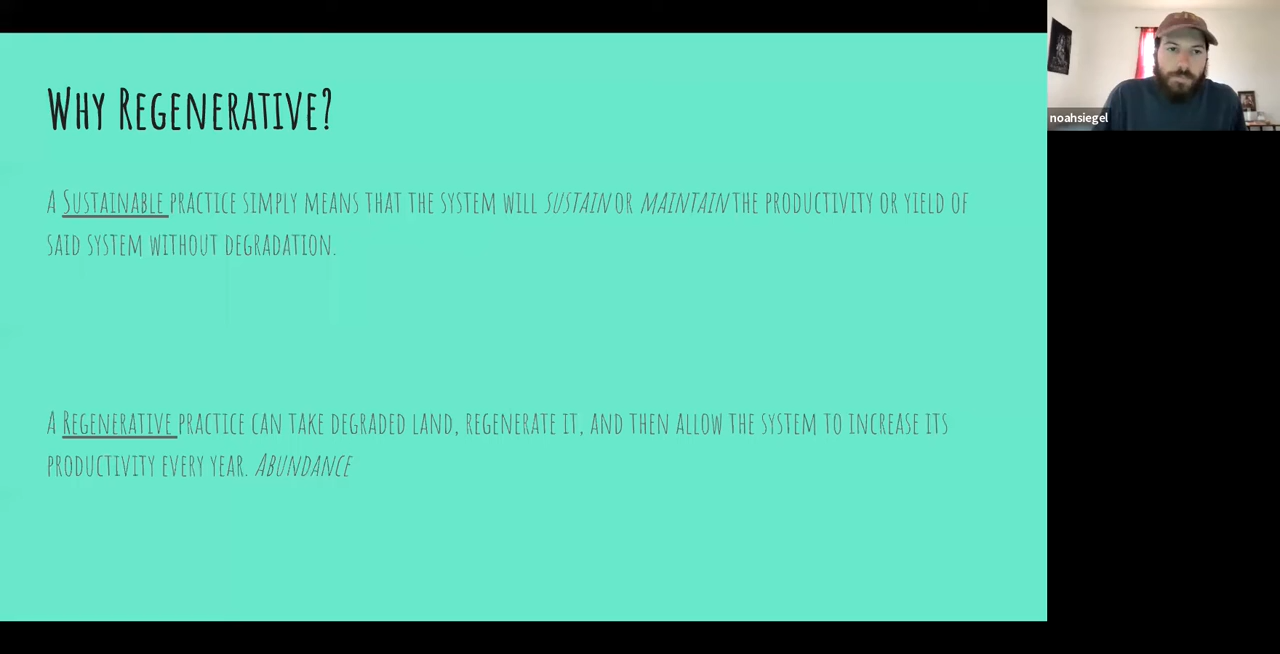 Why Regenerative?
A Sustainable practice simply means that the system will sustain or maintain the productivity or yield of
said system without degradation.
A Regenerative practice can take degraded land, regenerate it, and then allow the system to increase its
productivity every year. Abundance
noahsiegel